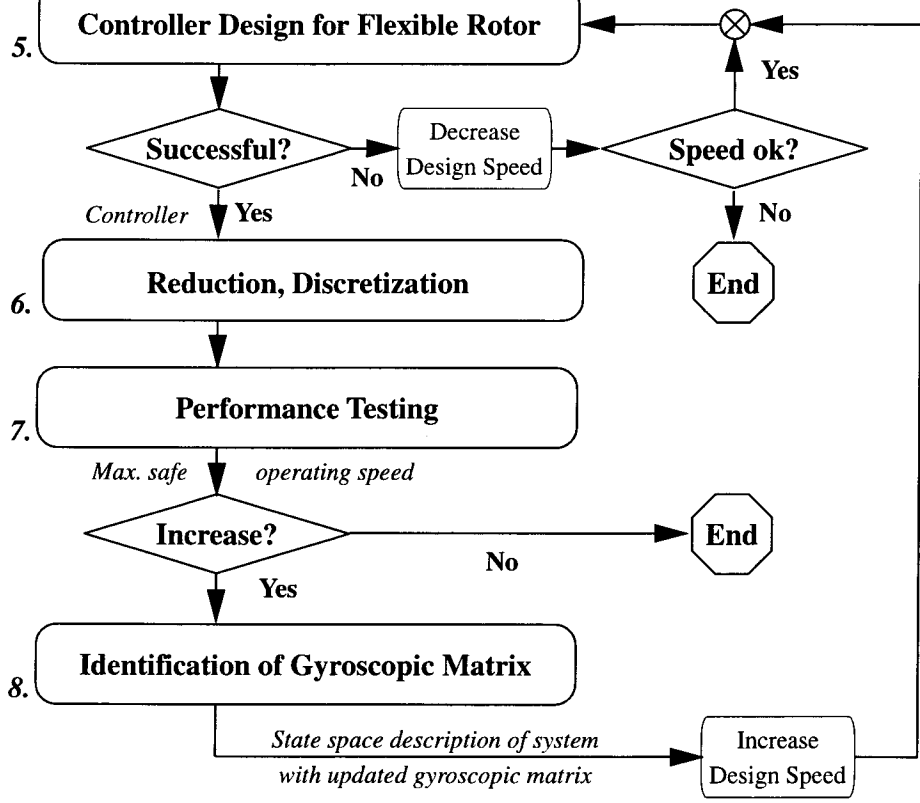 5.
Controller Design for Flexible Rotor
Yes
Successful?
No
Decrease
Design Speed
Speed ok?
Controller
Yes
No
6.
Reduction, Discretization
End
7.
Performance Testing
Max. safe operating speed
Increase?
No
End
Yes
8.
Identification of Gyroscopic Matrix
State space description of system
with updated gyroscopic matrix
Increase
Design Speed